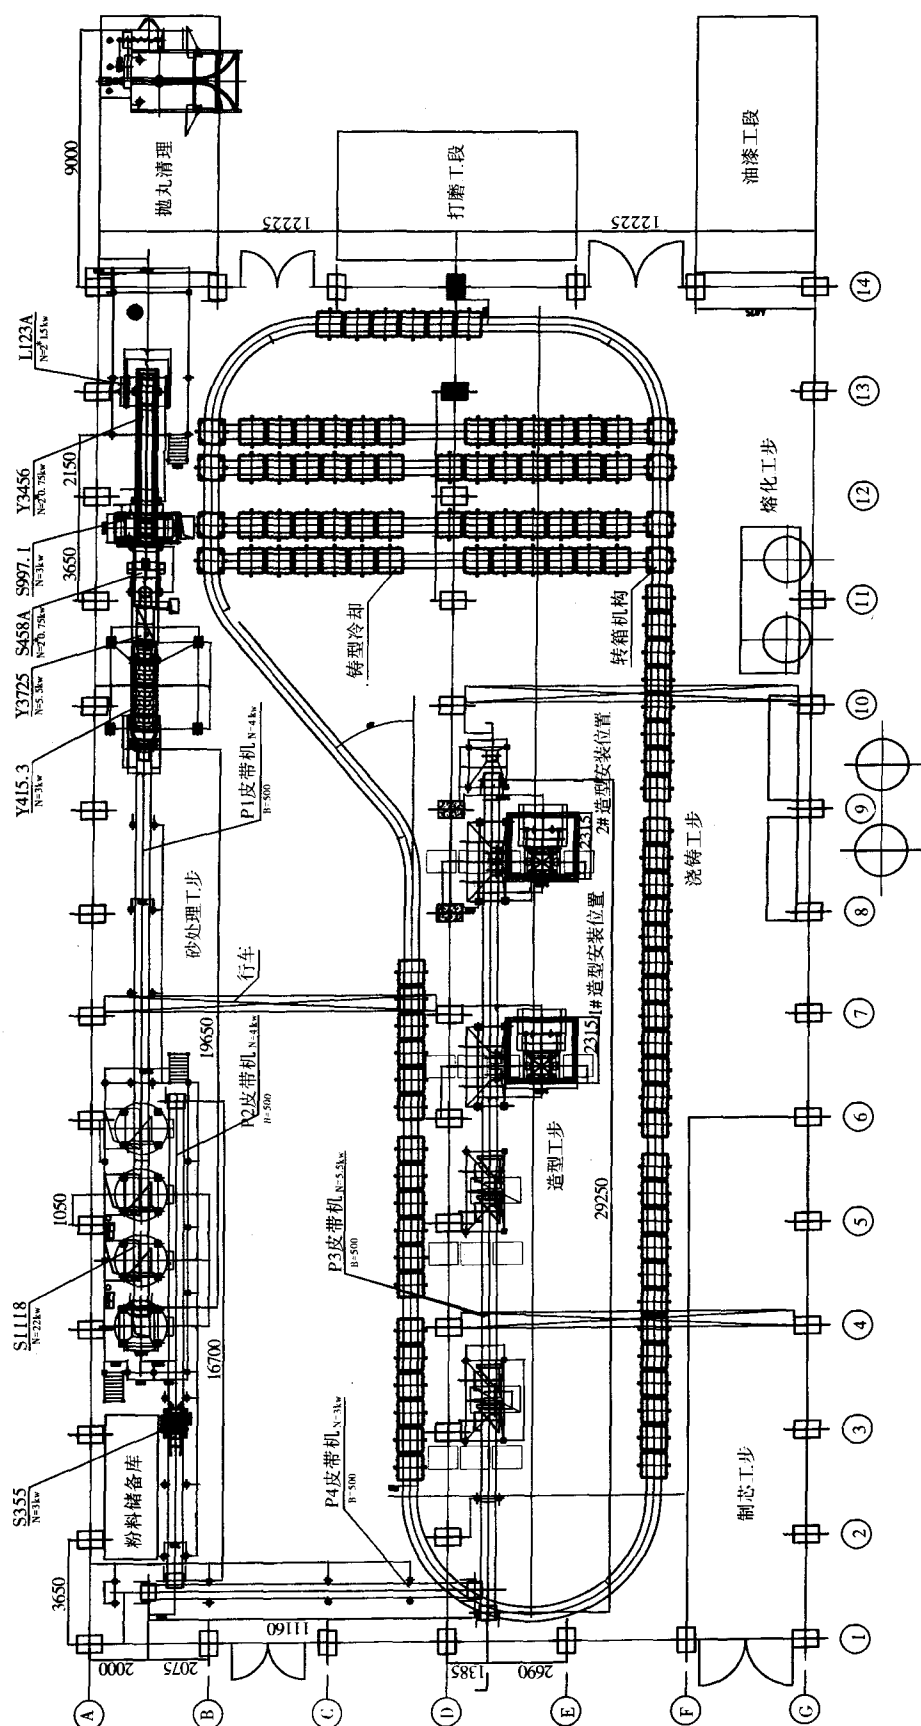 L123A
N=2*1.5kw
Y3456
N=2*0.75kw
S997.1
N=3kw
S458A
N=2*0.75kw
Y3725
N=5.5kw
Y415.3
N=3kw
S1118
N=22kw
S355
N=3kw
9000
2150
3650
1050
3650
抛丸清理
打磨工段
油漆工段
12225
12225
P1皮带机 N=4kw
B=500
砂处理工步
行车
19650
P2皮带机 N=4kw
B=500
16700
粉料储备库
P3皮带机 N=5.5kw
B=500
P4皮带机 N=3kw
B=500
铸型冷却
转箱机构
熔化工步
浇铸工步
2#造型安装位置
2315
1#造型安装位置
2315
造型工步
29250
制芯工步
11160
2000
2075
1385
2690
A
B
C
D
E
F
G
14
13
12
11
10
9
8
7
6
5
4
3
2
1